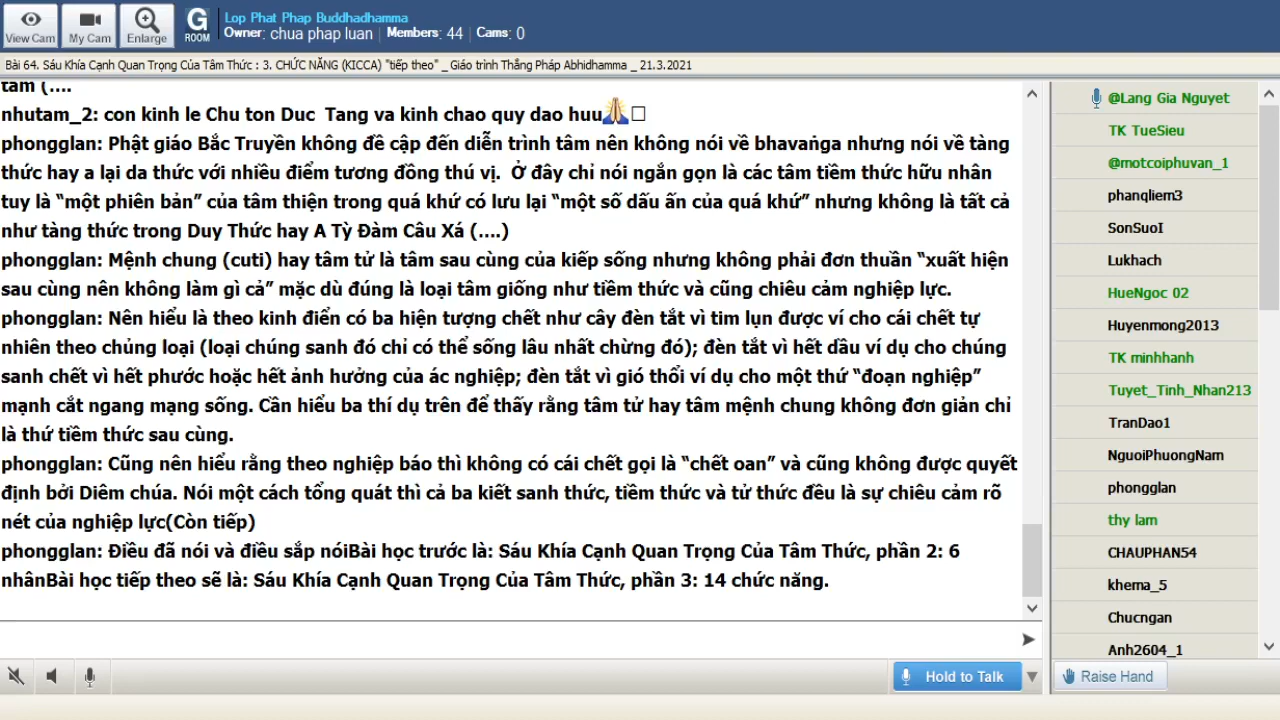 View Cam
My Cam
Enlarge
G
ROOM
Lop Phat Phap Buddhadhamma
Owner: chua phap luan | Members: 44 | Cams: 0
Bài 64. Sáu Khía Cạnh Quan Trọng Của Tâm Thức : 3. CHỨC NĂNG (KICCA) "tiếp theo" _ Giáo trình Thắng Pháp Abhidhamma _ 21.3.2021
tâm (....
nhutam_2: con kinh le Chu ton Duc Tang va kinh chao quy dao huu🙏□
phongglan: Phật giáo Bắc Truyền không đề cập đến diễn trình tâm nên không nói về bhavaṅga nhưng nói về tàng
thức hay a lại da thức với nhiều điểm tương đồng thú vị. Ở đây chỉ nói ngắn gọn là các tâm tiềm thức hữu nhân
tuy là “một phiên bản” của tâm thiện trong quá khứ có lưu lại “một số dấu ấn của quá khứ” nhưng không là tất cả
như tàng thức trong Duy Thức hay A Tỳ Đàm Câu Xá (....)
phongglan: Mệnh chung (cuti) hay tâm tử là tâm sau cùng của kiếp sống nhưng không phải đơn thuần “xuất hiện
sau cùng nên không làm gì cả” mặc dù đúng là loại tâm giống như tiềm thức và cũng chiêu cảm nghiệp lực.
phongglan: Nên hiểu là theo kinh điển có ba hiện tượng chết như cây đèn tắt vì tim lụn được ví cho cái chết tự
nhiên theo chủng loại (loại chúng sanh đó chỉ có thể sống lâu nhất chừng đó); đèn tắt vì hết dầu ví dụ cho chúng
sanh chết vì hết phước hoặc hết ảnh hưởng của ác nghiệp; đèn tắt vì gió thổi ví dụ cho một thứ “đoạn nghiệp”
mạnh cắt ngang mạng sống. Cần hiểu ba thí dụ trên để thấy rằng tâm tử hay tâm mệnh chung không đơn giản chỉ
là thứ tiềm thức sau cùng.
phongglan: Cũng nên hiểu rằng theo nghiệp báo thì không có cái chết gọi là “chết oan” và cũng không được quyết
định bởi Diêm chúa. Nói một cách tổng quát thì cả ba kiết sanh thức, tiềm thức và tử thức đều là sự chiêu cảm rõ
nét của nghiệp lực(Còn tiếp)
phongglan: Điều đã nói và điều sắp nóiBài học trước là: Sáu Khía Cạnh Quan Trọng Của Tâm Thức, phần 2: 6
nhânBài học tiếp theo sẽ là: Sáu Khía Cạnh Quan Trọng Của Tâm Thức, phần 3: 14 chức năng.
@Lang Gia Nguyet
TK TueSieu
@motcoiphuvan_1
phanqliem3
SonSuoI
Lukhach
HueNgoc 02
Huyenmong2013
TK minhhanh
Tuyet_Tinh_Nhan213
TranDao1
NguoiPhuongNam
phongglan
thy lam
CHAUPHAN54
khema_5
Chucngan
Anh2604_1
Hold to Talk
Raise Hand